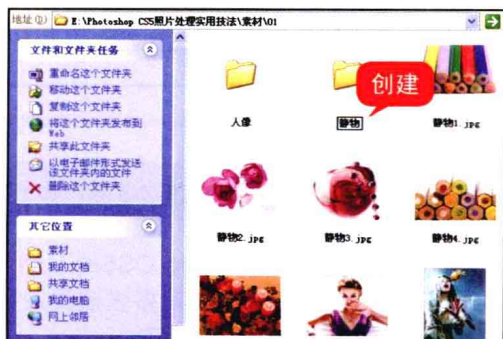 地址(D) E:\Photoshop CS5照片处理实用技法\素材\01
文件和文件夹任务
重命名这个文件夹
移动这个文件夹
复制这个文件夹
将这个文件夹发布到
Web
共享此文件夹
以电子邮件形式发送
该文件夹内的文件
删除这个文件夹
其它位置
素材
我的文档
共享文档
我的电脑
网上邻居
创建
人像
静物
静物1.jpg
静物2.jpg
静物3.jpg
静物4.jpg